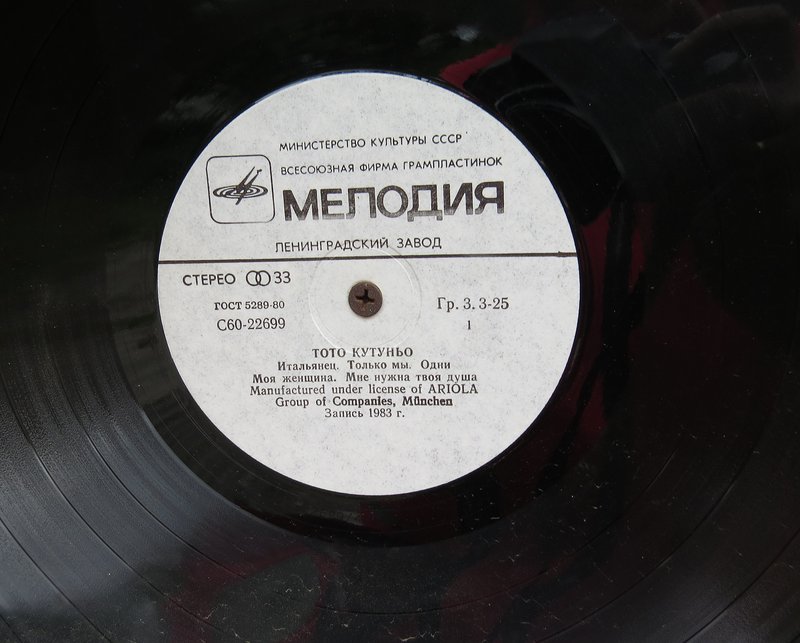 МИНИСТЕРСТВО КУЛЬТУРЫ СССР
ВСЕСОЮЗНАЯ ФИРМА ГРАМПЛАСТИНОК
МЕЛОДИЯ
ЛЕНИНГРАДСКИЙ ЗАВОД
СТЕРЕО 33
ГОСТ 5289-80
С60-22699
Гр. 3. 3-25
1
ТОТО КУТУНЬО
Итальянец. Только мы. Одни
Моя женщина. Мне нужна твоя душа
Manufactured under license of ARIOLA
Group of Companies, München
Запись 1983 г.